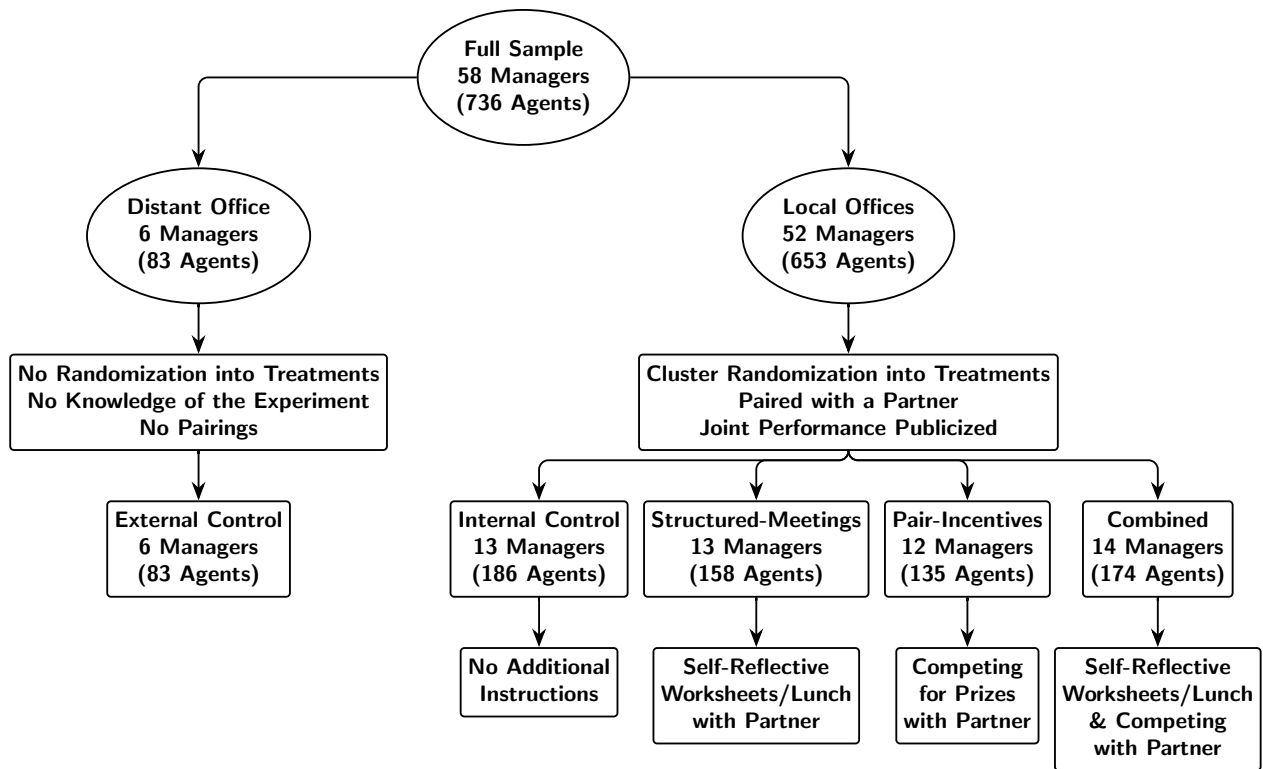 Full Sample
58 Managers
(736 Agents)
Distant Office
6 Managers
(83 Agents)
Local Offices
52 Managers
(653 Agents)
No Randomization into Treatments
No Knowledge of the Experiment
No Pairings
Cluster Randomization into Treatments
Paired with a Partner
Joint Performance Publicized
External Control
6 Managers
(83 Agents)
Internal Control
13 Managers
(186 Agents)
Structured-Meetings
13 Managers
(158 Agents)
Pair-Incentives
12 Managers
(135 Agents)
Combined
14 Managers
(174 Agents)
No Additional
Instructions
Self-Reflective
Worksheets/Lunch
with Partner
Competing
for Prizes
with Partner
Self-Reflective
Worksheets/Lunch
& Competing
with Partner